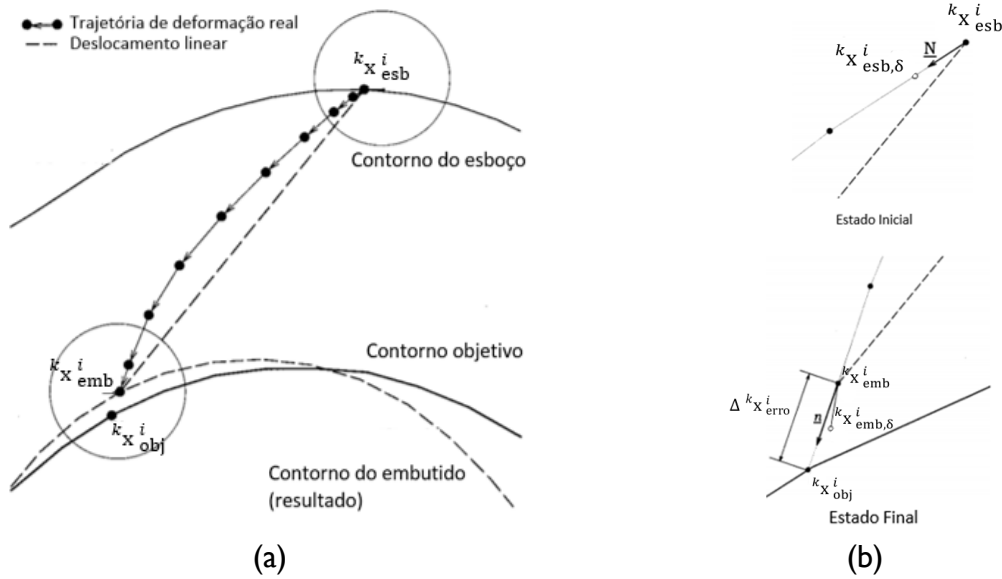 Trajetória de deformação real
Deslocamento linear
ᵏXⁱesb
Contorno do esboço
Contorno objetivo
ᵏXⁱemb
ᵏXⁱobj
Contorno do embutido
(resultado)
(a)
ᵏXⁱesb
N
ᵏXⁱesb,δ
Estado Inicial
ᵏXⁱemb
Δ ᵏXⁱerro
n
ᵏXⁱemb,δ
ᵏXⁱobj
Estado Final
(b)